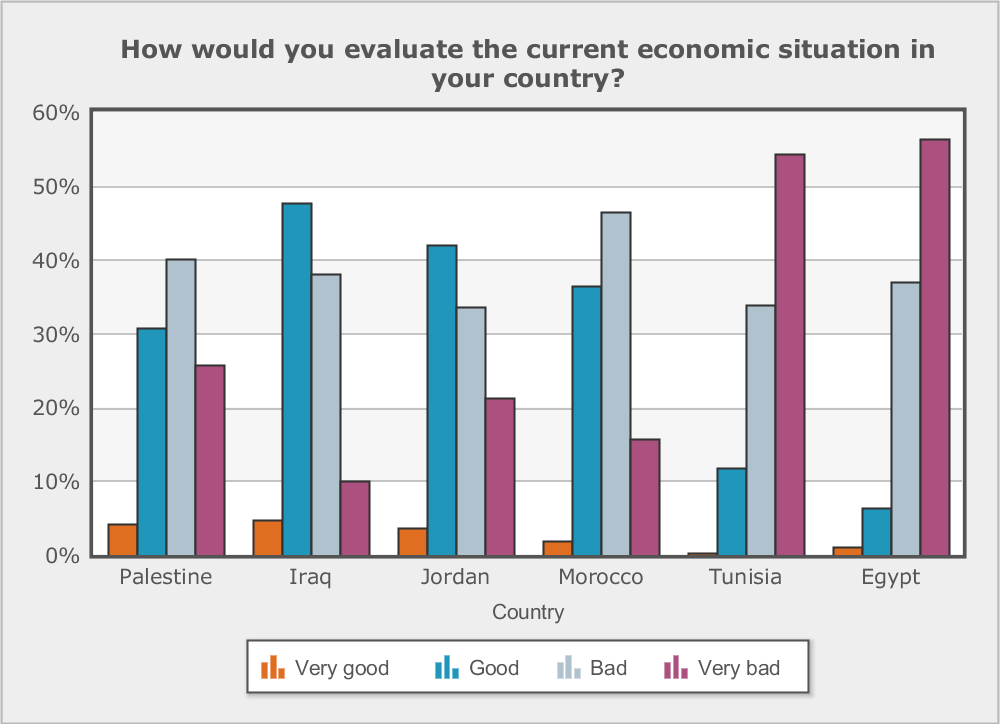 How would you evaluate the current economic situation in
your country?
60%
50%
40%
30%
20%
10%
0%
Palestine Iraq Jordan Morocco Tunisia Egypt
Country
Very good Good Bad Very bad